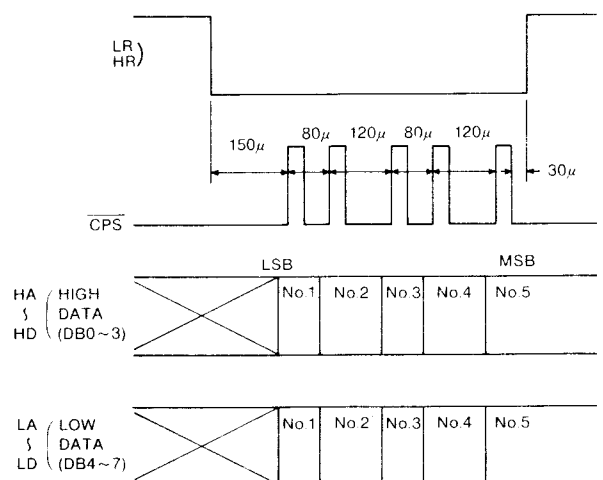 LR
HR)
80μ 120μ 80μ 120μ
150μ
30μ
CPS
LSB MSB
HA ( HIGH No.1 No.2 No.3 No.4 No.5
∫ DATA
HD (DB0~3)
LA ( LOW No.1 No.2 No.3 No.4 No.5
∫ DATA
LD (DB4~7)